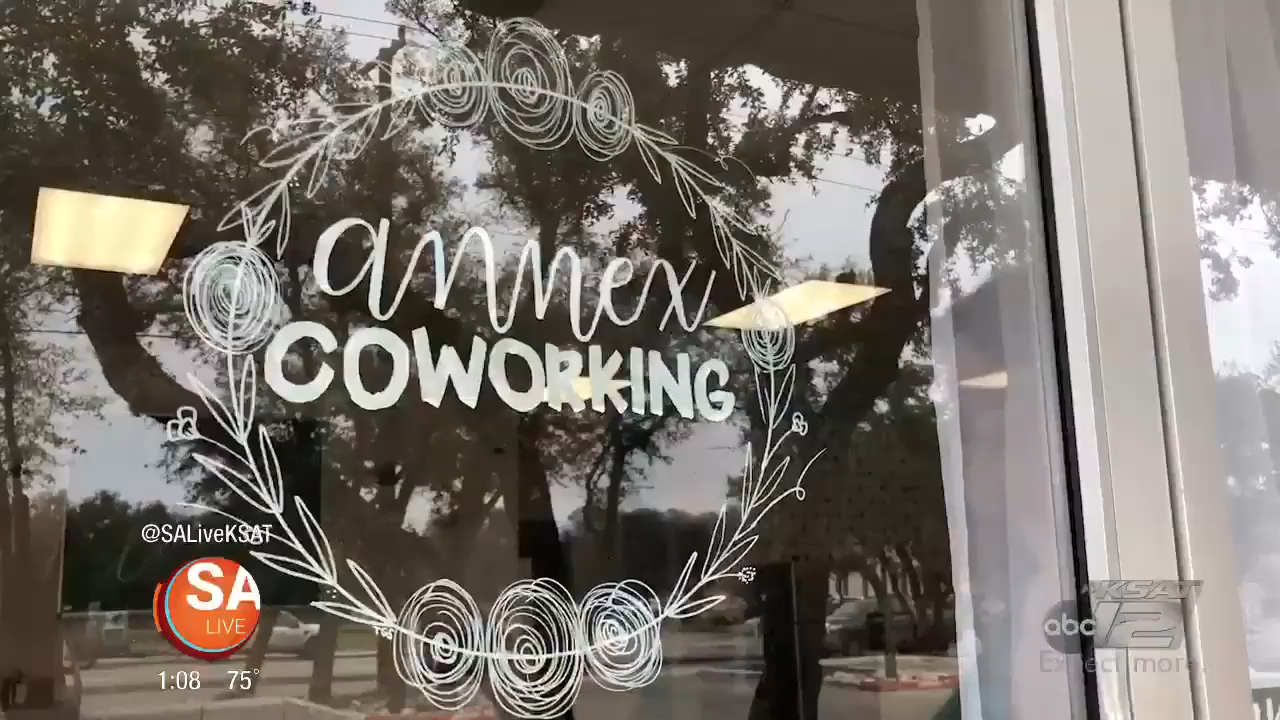 annex
COWORKING
@SALiveKSAT
SA
LIVE
1:08 75°
KSAT
abc 12
Expect more.